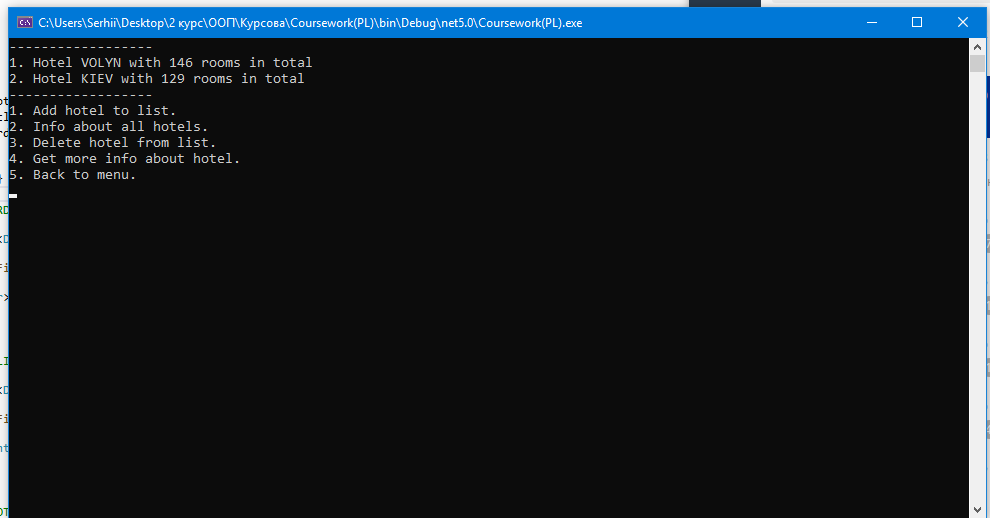 C:\Users\Serhii\Desktop\2 курс\ООП\Курсова\Coursework(PL)\bin\Debug\net5.0\Coursework(PL).exe
------------------
1. Hotel VOLYN with 146 rooms in total
2. Hotel KIEV with 129 rooms in total
------------------
1. Add hotel to list.
2. Info about all hotels.
3. Delete hotel from list.
4. Get more info about hotel.
5. Back to menu.